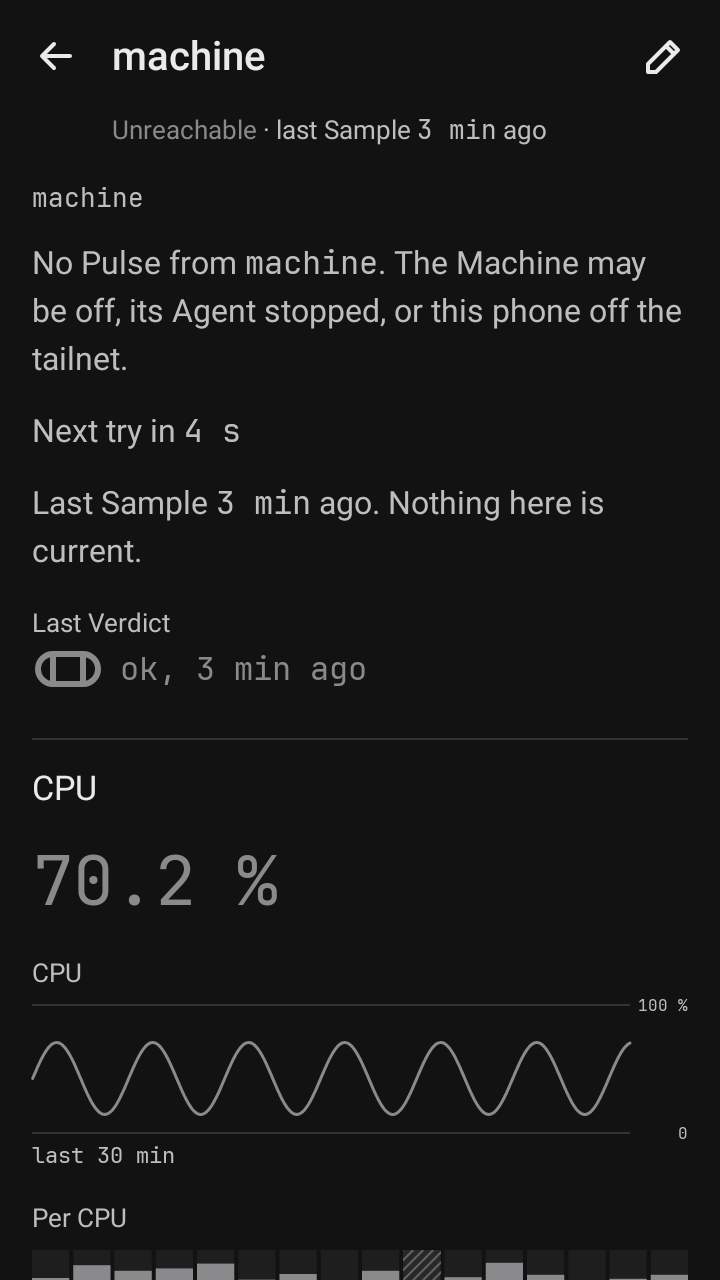 machine
Unreachable · last Sample 3 min ago
machine
No Pulse from machine. The Machine may
be off, its Agent stopped, or this phone off the
tailnet.
Next try in 4 s
Last Sample 3 min ago. Nothing here is
current.
Last Verdict
ok, 3 min ago
CPU
70.2 %
CPU
100 %
0
last 30 min
Per CPU